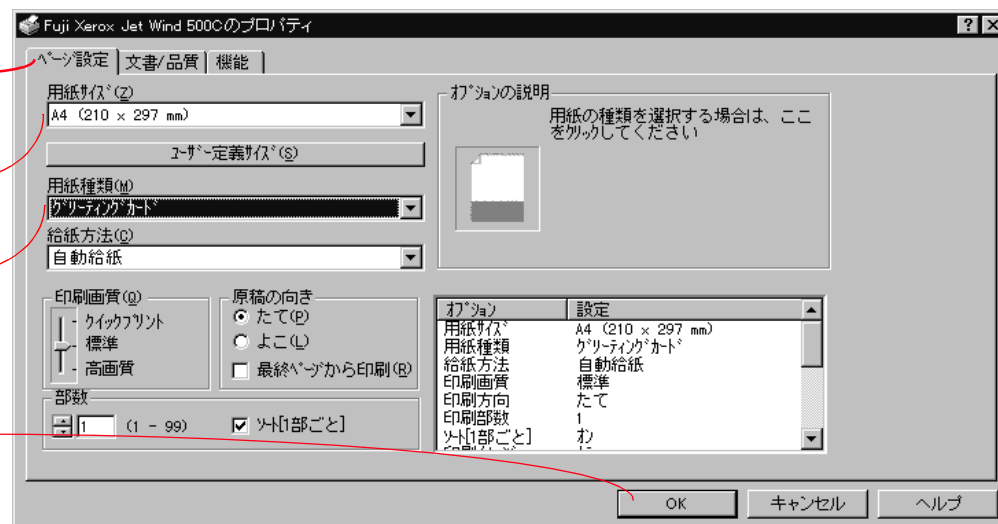 Fuji Xerox Jet Wind 500Cのプロパティ
ページ設定 文書/品質 機能
用紙サイズ(Z)
A4 (210 × 297 mm)
ユーザー定義サイズ(S)
用紙種類(M)
グリーティングカード
給紙方法(C)
自動給紙
オプションの説明
用紙の種類を選択する場合は、ここ
をクリックしてください
印刷画質(Q)
クイックプリント
標準
高画質
原稿の向き
たて(P)
よこ(L)
最終ページから印刷(R)
部数
1 (1 - 99) ソート[1部ごと]
オプション 設定
用紙サイズ A4 (210 × 297 mm)
用紙種類 グリーティングカード
給紙方法 自動給紙
印刷画質 標準
印刷方向 たて
印刷部数 1
ソート[1部ごと] オン
OK キャンセル ヘルプ